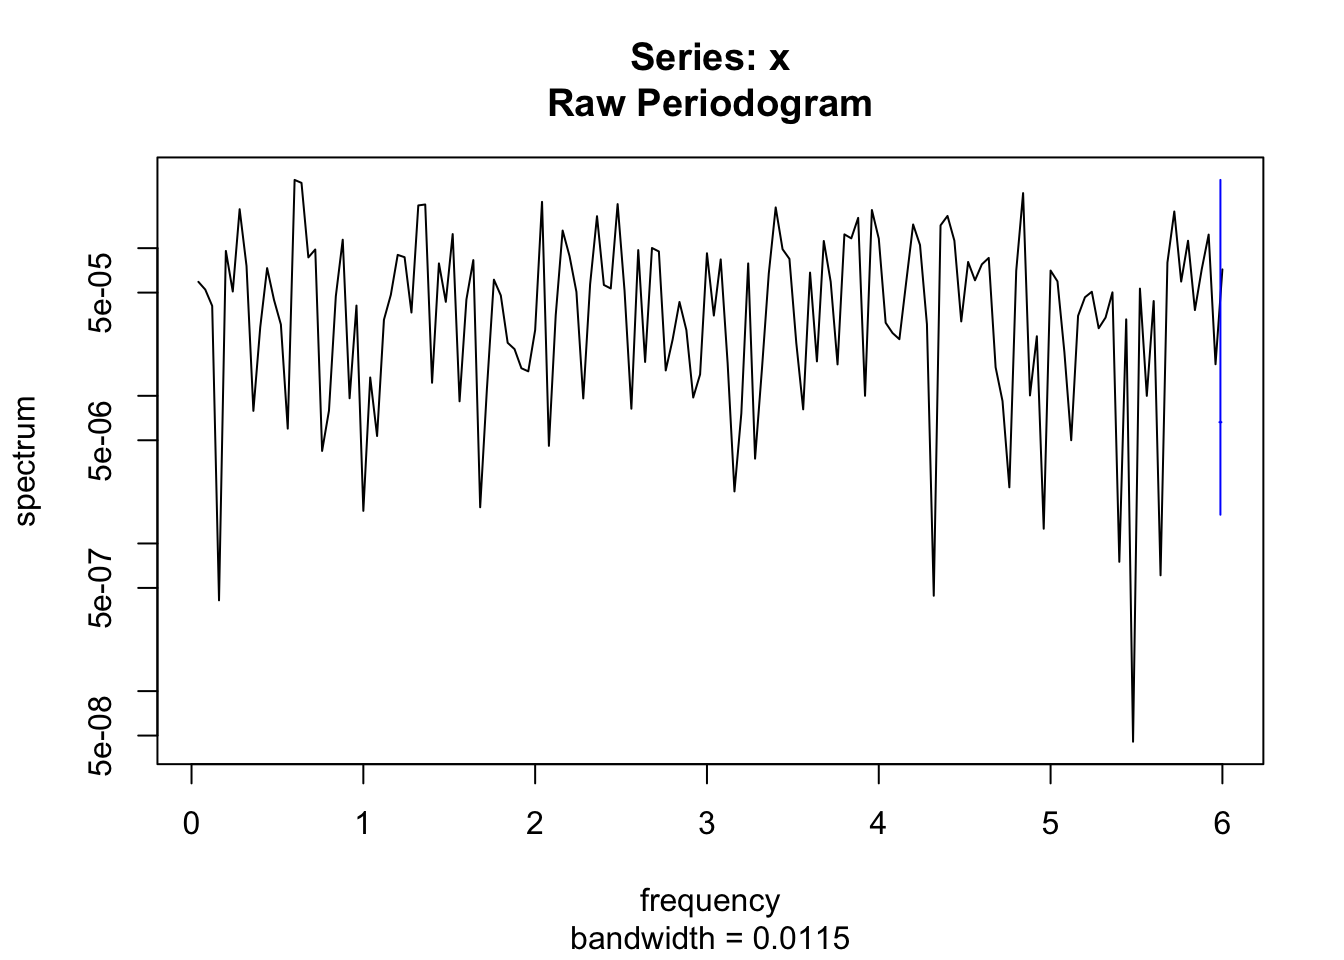 Series: x
Raw Periodogram
spectrum
5e-05
5e-06
5e-07
5e-08
0 1 2 3 4 5 6
frequency
bandwidth = 0.0115